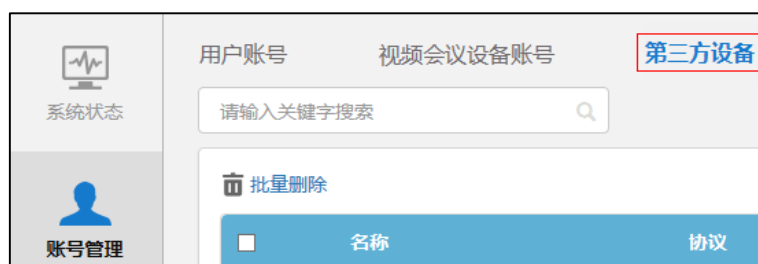 用户账号 视频会议设备账号 第三方设备
系统状态
请输入关键字搜索
批量删除
账号管理
名称 协议